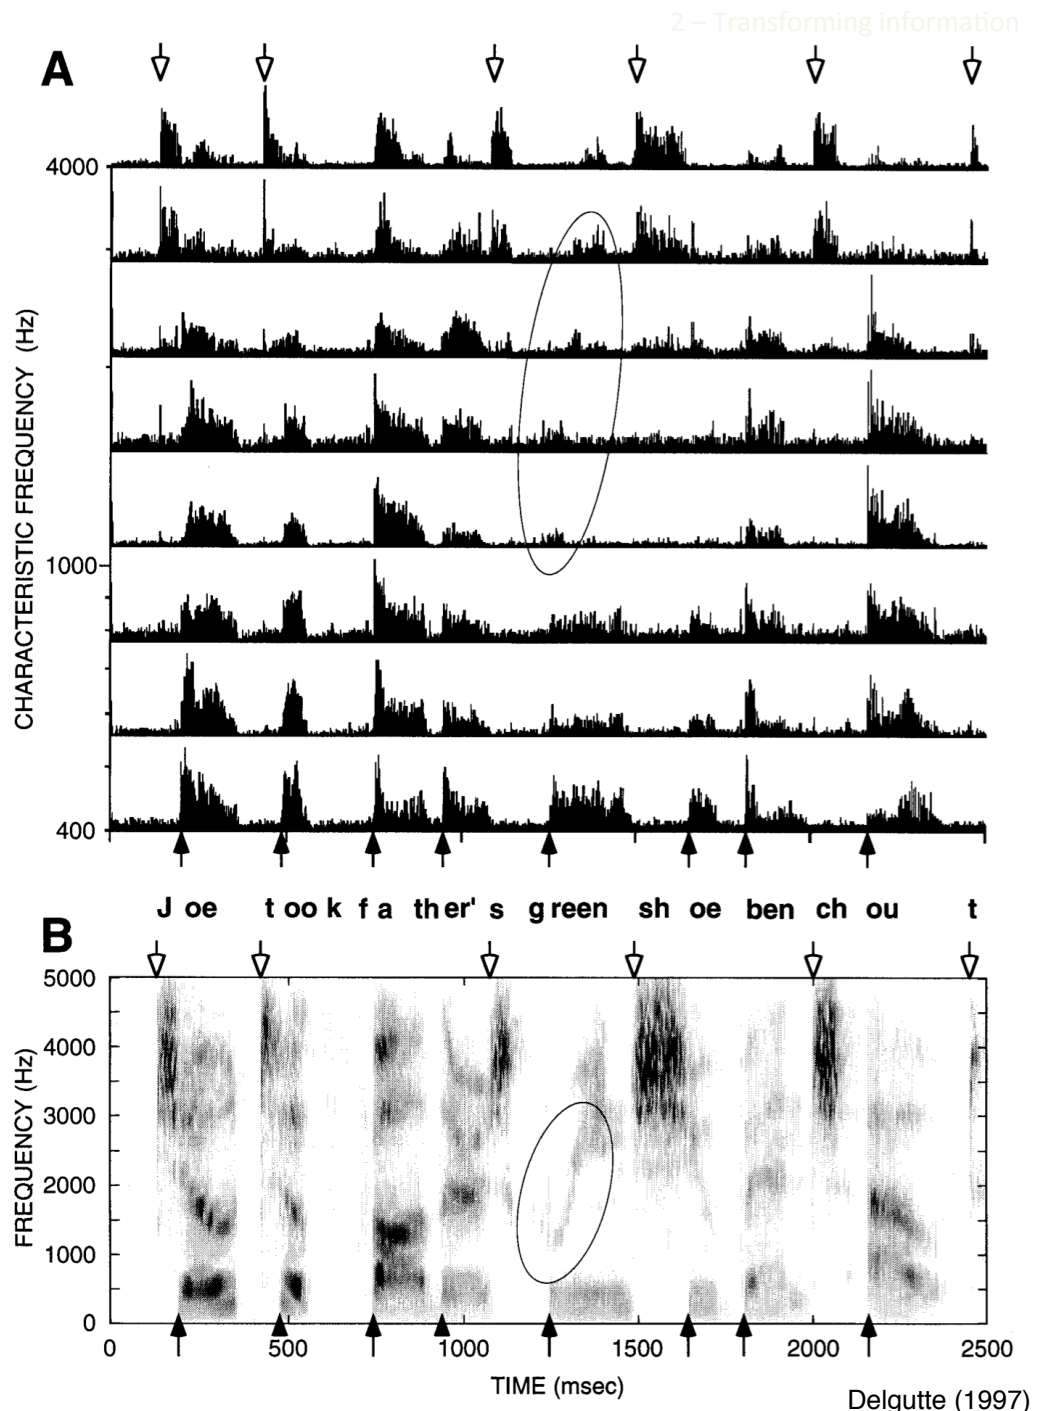 2 – Transforming information
A
4000
1000
400
CHARACTERISTIC FREQUENCY (Hz)
J oe t oo k f a th er' s g reen sh oe ben ch ou t
B
5000
4000
3000
2000
1000
0
FREQUENCY (Hz)
0 500 1000 1500 2000 2500
TIME (msec)
Delgutte (1997)